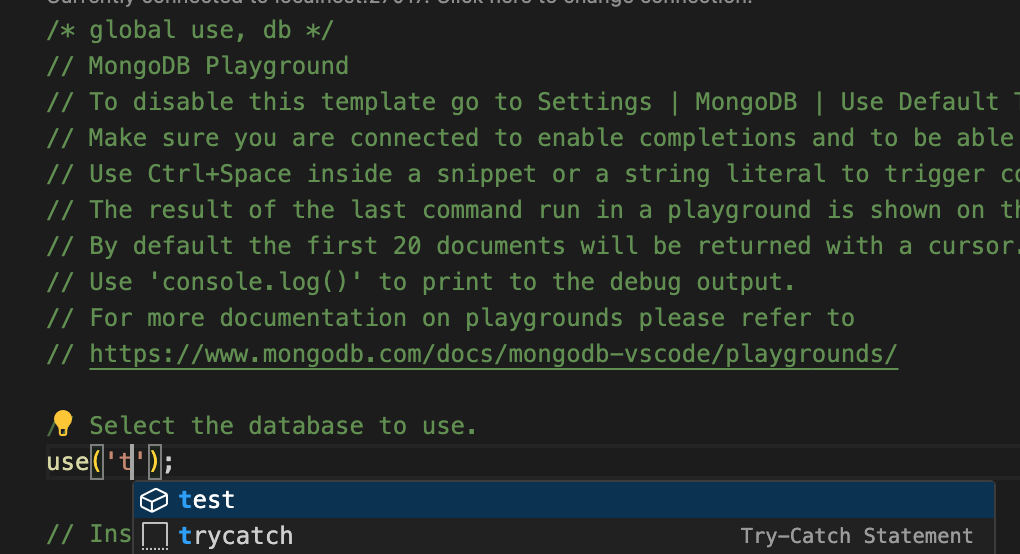 Currently connected to localhost:27017. Click here to change connection.
/* global use, db */
// MongoDB Playground
// To disable this template go to Settings | MongoDB | Use Default
// Make sure you are connected to enable completions and to be able
// Use Ctrl+Space inside a snippet or a string literal to trigger
// The result of the last command run in a playground is shown on
// By default the first 20 documents will be returned with a cursor.
// Use 'console.log()' to print to the debug output.
// For more documentation on playgrounds please refer to
// https://www.mongodb.com/docs/mongodb-vscode/playgrounds/
/ Select the database to use.
use('t');
test
trycatch Try-Catch Statement
// Ins